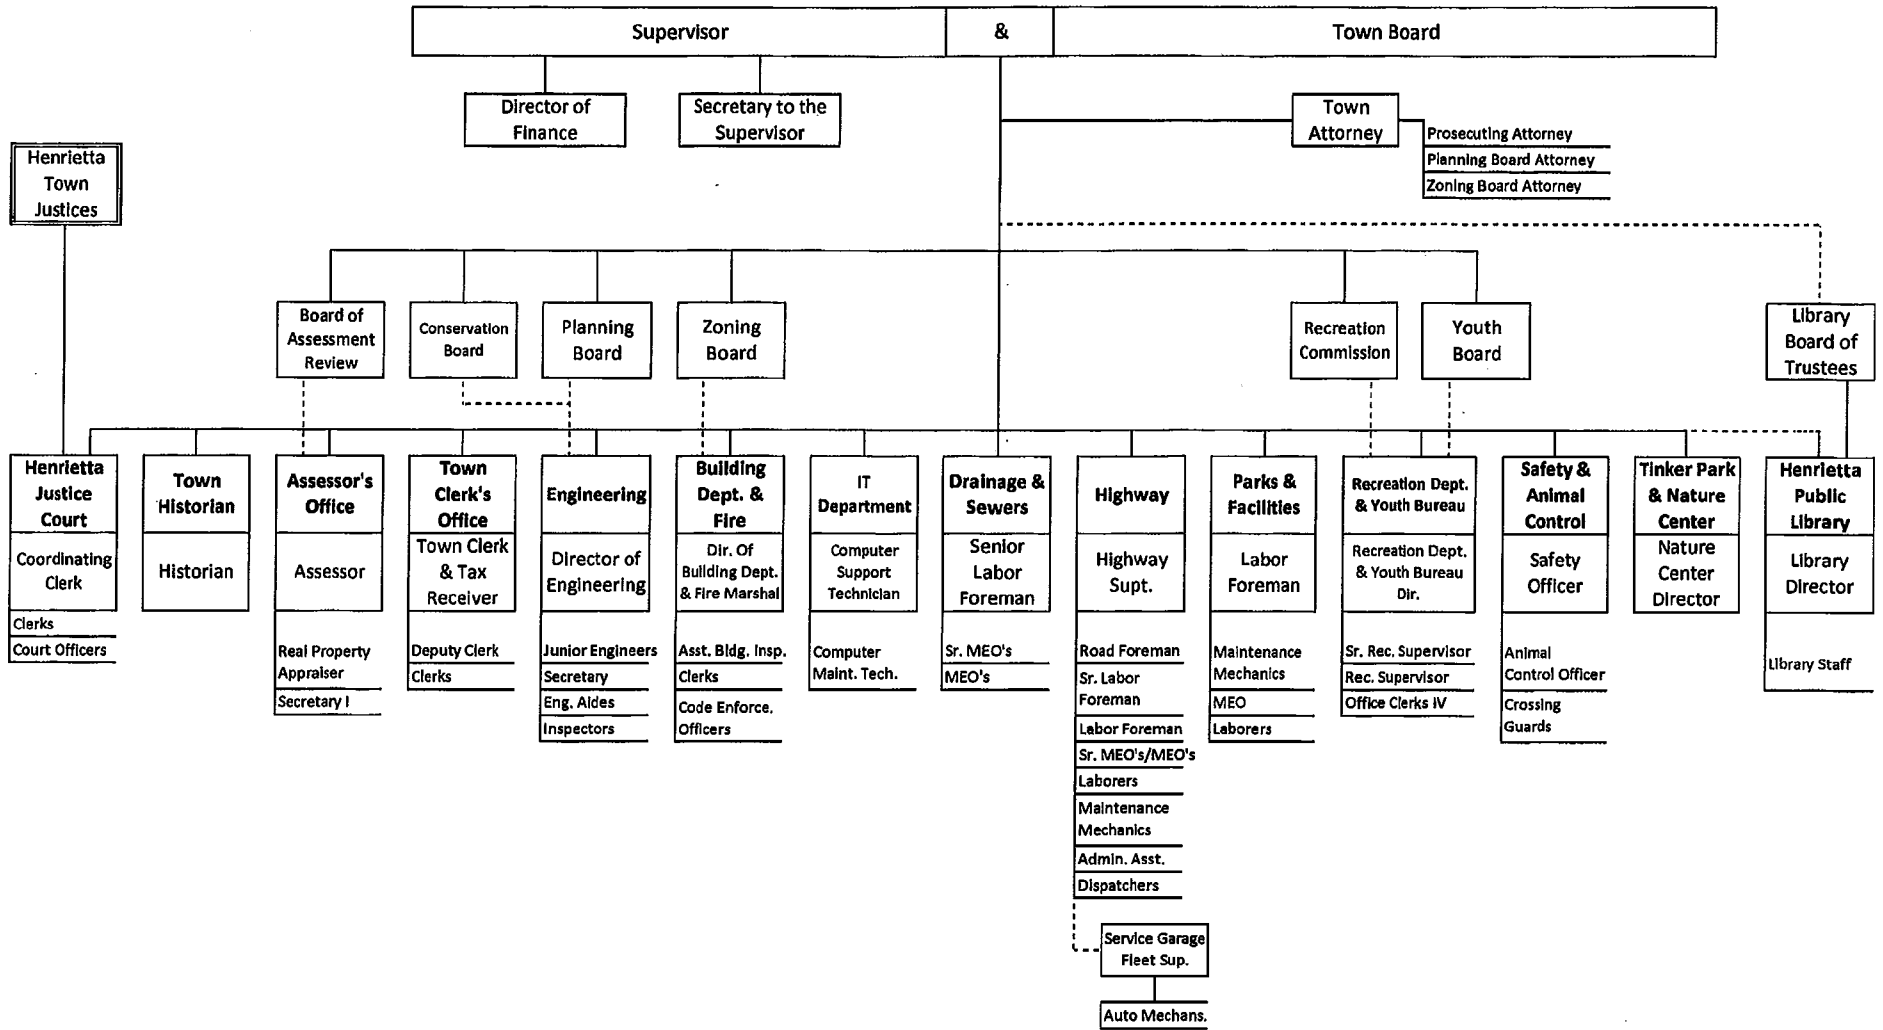 Supervisor
&
Town Board
Director of
Finance
Secretary to the
Supervisor
Town
Attorney
Prosecuting Attorney
Planning Board Attorney
Zoning Board Attorney
Henrietta
Town
Justices
Board of
Assessment
Review
Conservation
Board
Planning
Board
Zoning
Board
Recreation
Commission
Youth
Board
Library
Board of
Trustees
Henrietta
Justice
Court
Coordinating
Clerk
Clerks
Court Officers
Town
Historian
Historian
Assessor's
Office
Assessor
Real Property
Appraiser
Secretary I
Town
Clerk's
Office
Town Clerk
& Tax
Receiver
Deputy Clerk
Clerks
Engineering
Director of
Engineering
Junior Engineers
Secretary
Eng. Aides
Inspectors
Building
Dept. &
Fire
Dir. Of
Building Dept.
& Fire Marshal
Asst. Bldg. Insp.
Clerks
Code Enforce.
Officers
IT
Department
Computer
Support
Technician
Computer
Maint. Tech.
Drainage &
Sewers
Senior
Labor
Foreman
Sr. MEO's
MEO's
Highway
Highway
Supt.
Road Foreman
Sr. Labor
Foreman
Labor Foreman
Sr. MEO's/MEO's
Laborers
Maintenance
Mechanics
Admin. Asst.
Dispatchers
Service Garage
Fleet Sup.
Auto Mechans.
Parks &
Facilities
Labor
Foreman
Maintenance
Mechanics
MEO
Laborers
Recreation Dept.
& Youth Bureau
Recreation Dept.
& Youth Bureau
Dir.
Sr. Rec. Supervisor
Rec. Supervisor
Office Clerks IV
Safety &
Animal
Control
Safety
Officer
Animal
Control Officer
Crossing
Guards
Tinker Park
& Nature
Center
Nature
Center
Director
Henrietta
Public
Library
Library
Director
Library Staff